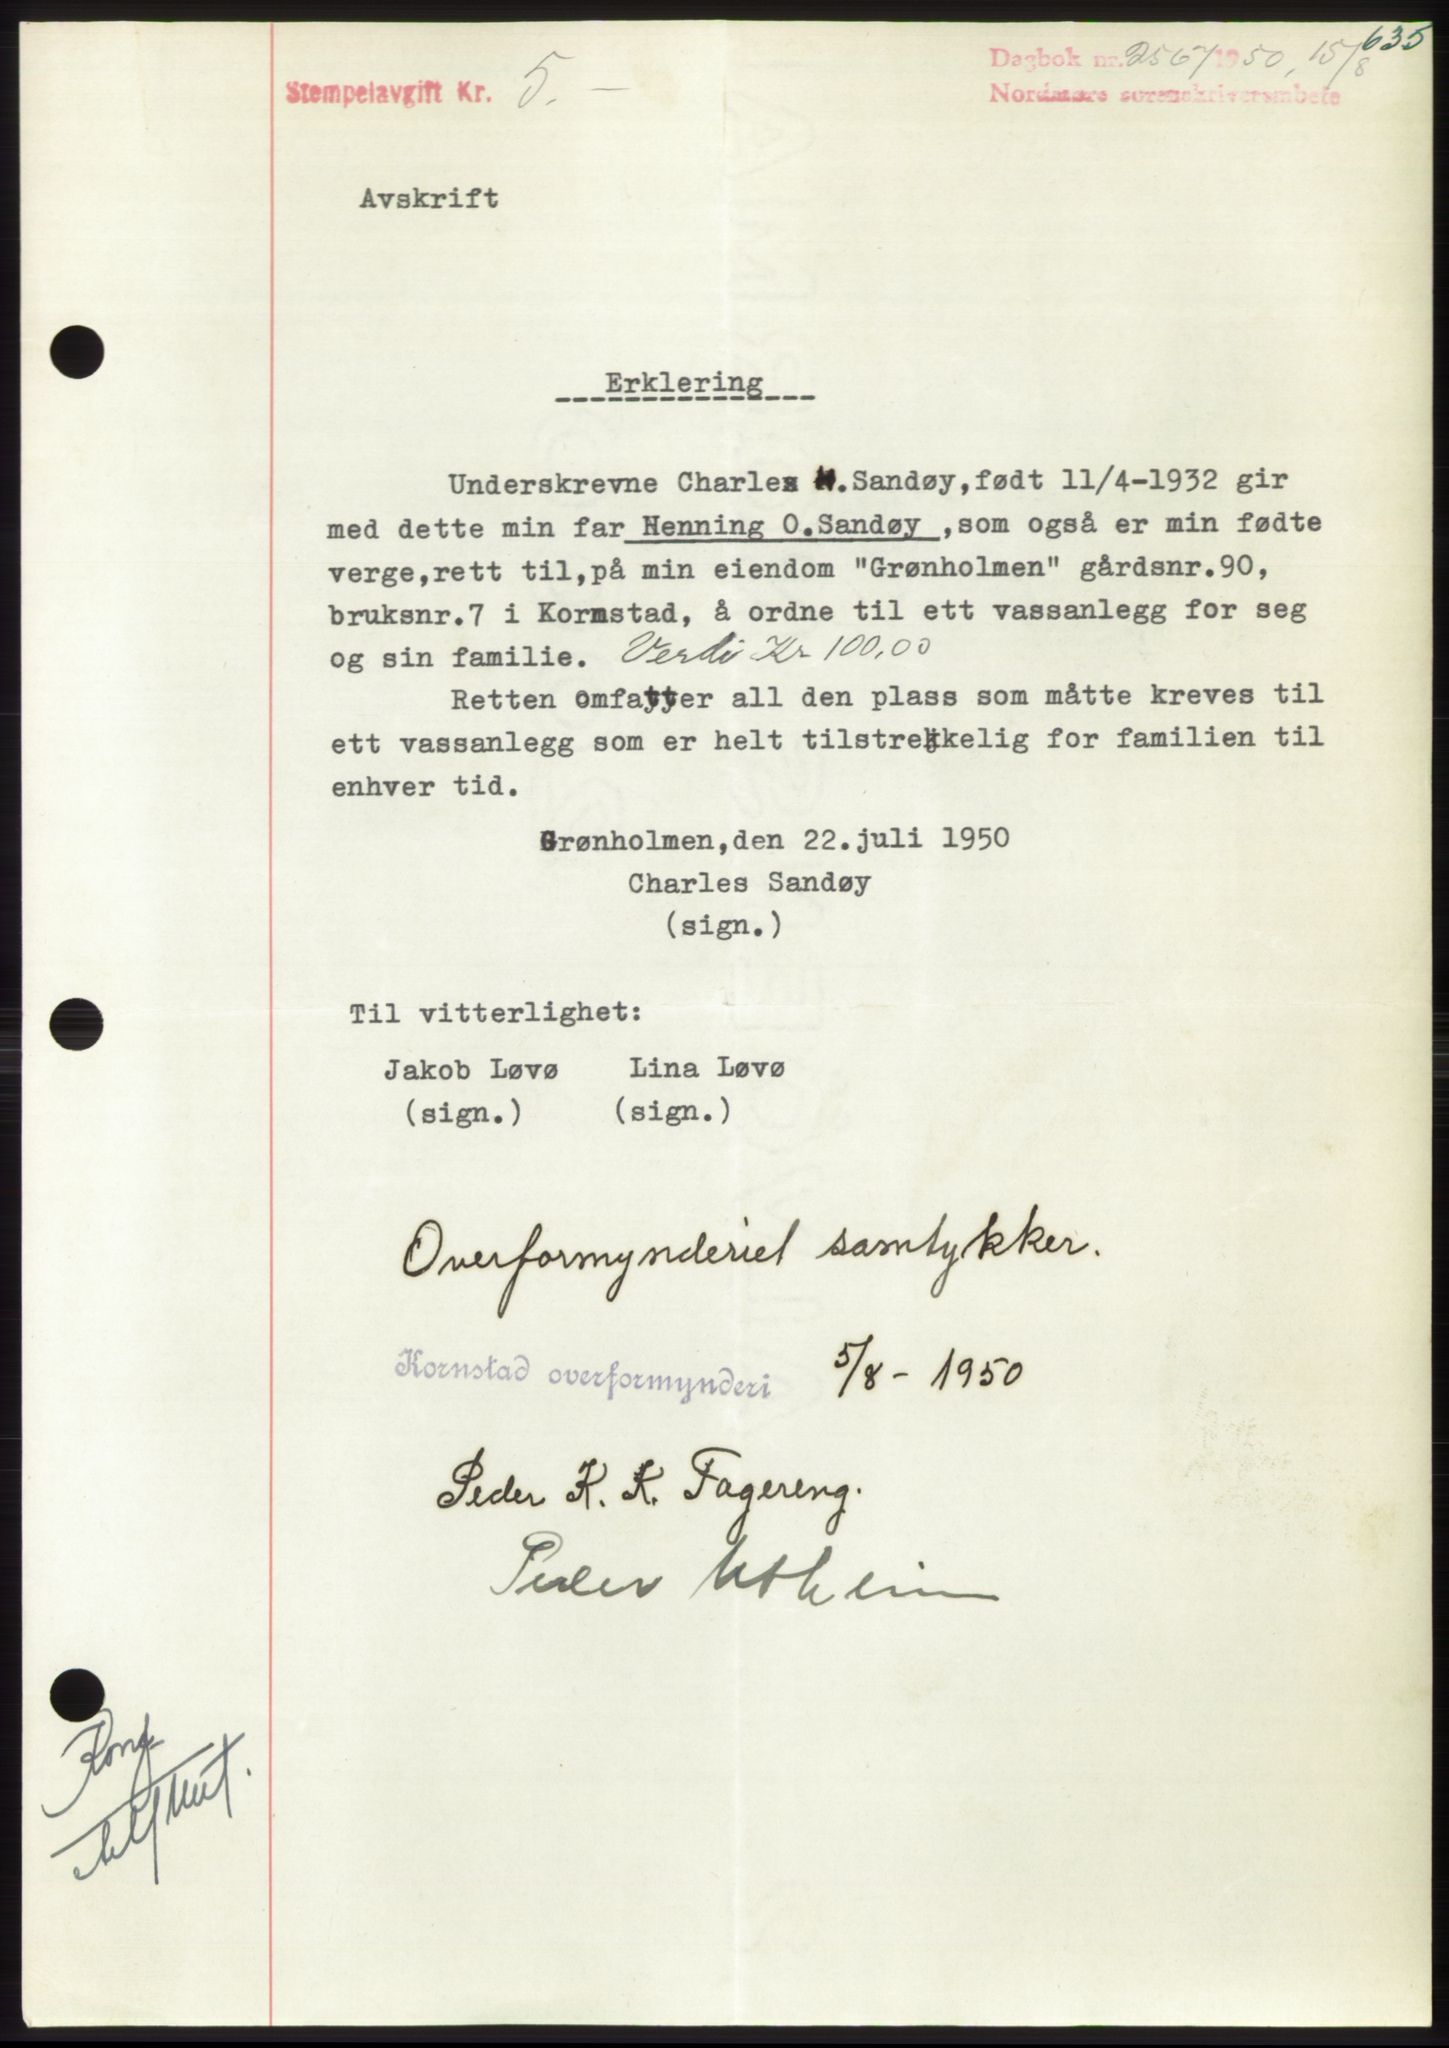 635
Dagbok nr. 2567/1950, 15/8
Nordmøre sorenskriverembete
Stempelavgift Kr. 5.—
Avskrift
Erklering
Underskrevne Charles H.Sandøy,født 11/4-1932 gir
med dette min far Henning O.Sandøy ,som også er min fødte
verge,rett til,på min eiendom "Grønholmen" gårdsnr.90,
bruksnr.7 i Kornstad, å ordne til ett vassanlegg for seg
og sin familie. Verdi Kr 100,00
Retten omfatter all den plass som måtte kreves til
ett vassanlegg som er helt tilstrekkelig for familien til
enhver tid.
Grønholmen,den 22.juli 1950
Charles Sandøy
(sign.)
Til vitterlighet:
Jakob Løvø Lina Løvø
(sign.) (sign.)
Overformynderiet samtykker.
Kornstad overformynderi 5/8 - 1950
Peder K. K. Fagereng.
Peder Utheim
Konf.